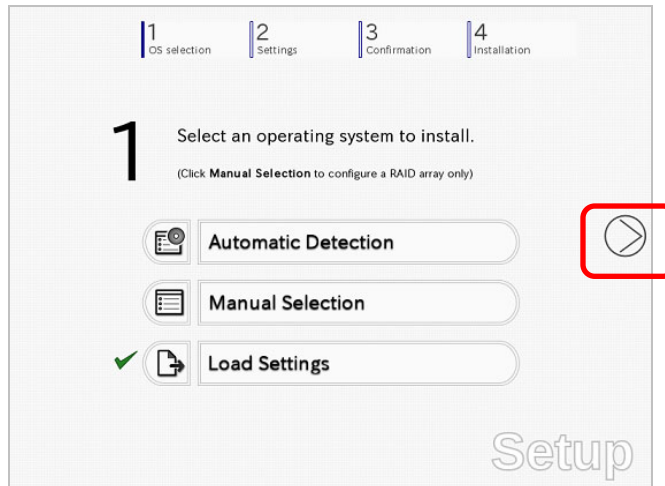 1
OS selection
2
Settings
3
Confirmation
4
Installation
1
Select an operating system to install.
(Click Manual Selection to configure a RAID array only)
Automatic Detection
Manual Selection
Load Settings
Setup